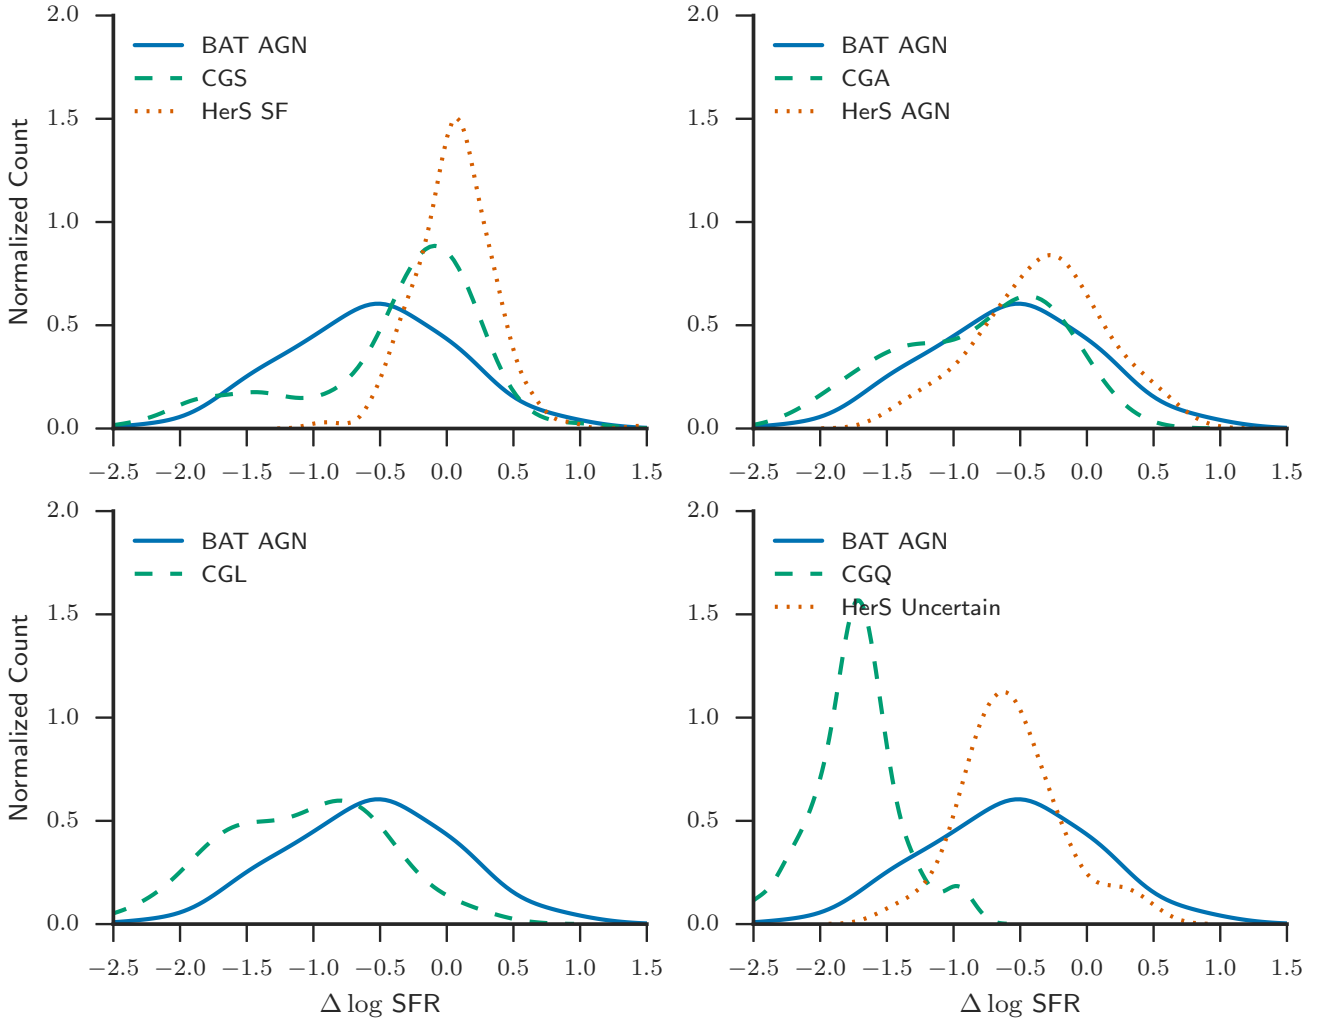 2.0
1.5
1.0
0.5
0.0
Normalized Count
BAT AGN
CGS
HerS SF
−2.5 −2.0 −1.5 −1.0 −0.5 0.0 0.5 1.0 1.5
2.0
1.5
1.0
0.5
0.0
BAT AGN
CGA
HerS AGN
−2.5 −2.0 −1.5 −1.0 −0.5 0.0 0.5 1.0 1.5
2.0
1.5
1.0
0.5
0.0
Normalized Count
BAT AGN
CGL
−2.5 −2.0 −1.5 −1.0 −0.5 0.0 0.5 1.0 1.5
Δ log SFR
2.0
1.5
1.0
0.5
0.0
BAT AGN
CGQ
HerS Uncertain
−2.5 −2.0 −1.5 −1.0 −0.5 0.0 0.5 1.0 1.5
Δ log SFR